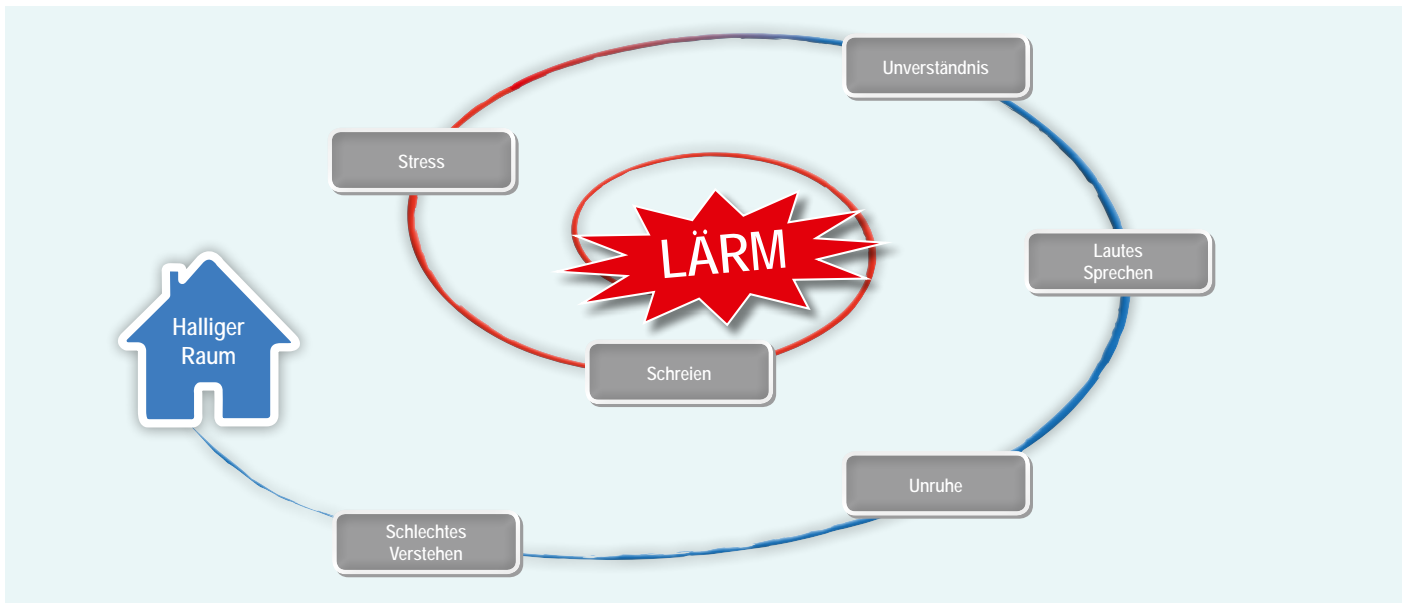 Unverständnis
Stress
LÄRM
Lautes
Sprechen
Halliger
Raum
Schreien
Unruhe
Schlechtes
Verstehen